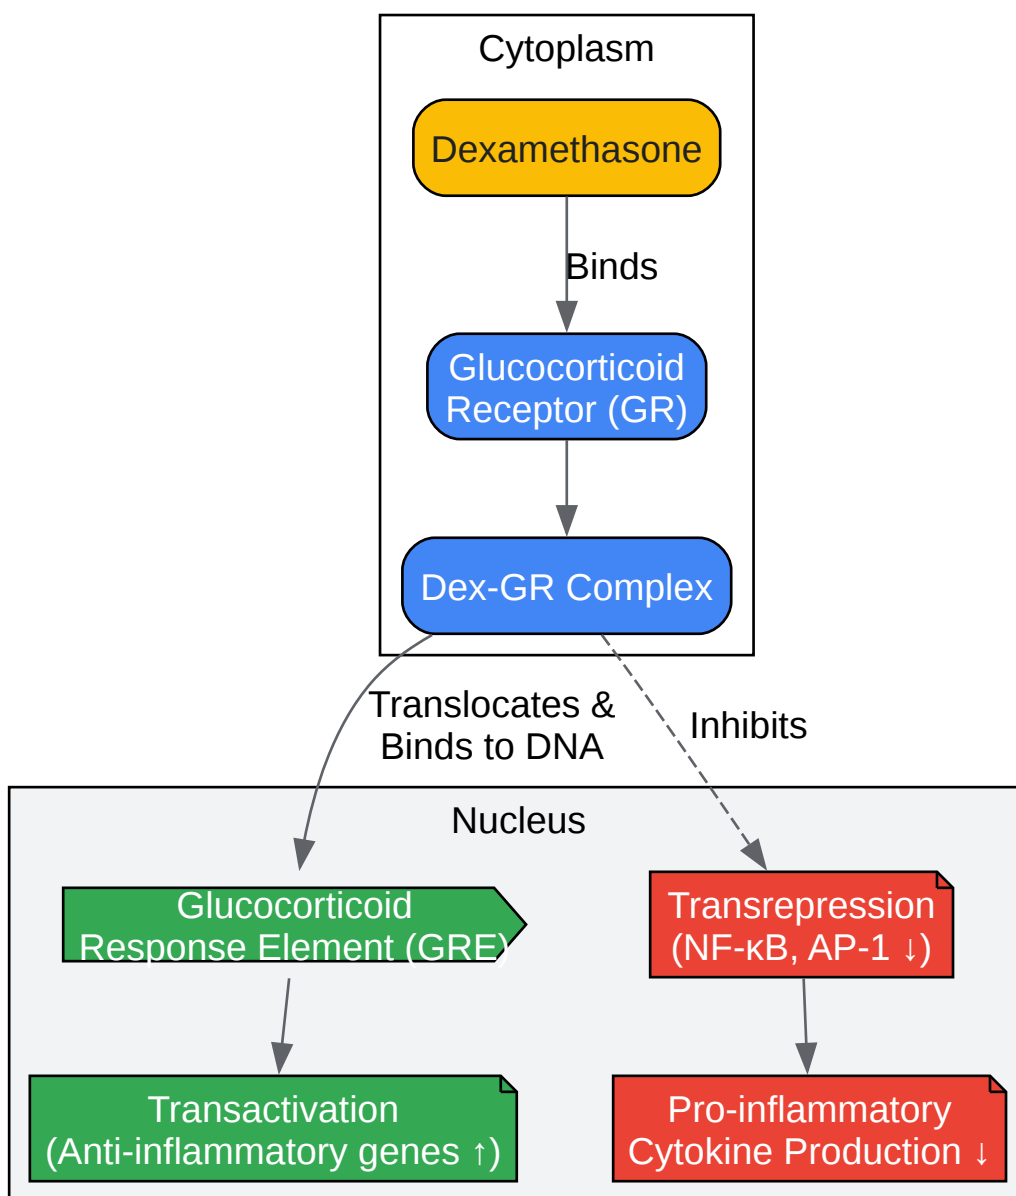 Cytoplasm
Dexamethasone
Binds
Glucocorticoid
Receptor (GR)
Dex-GR Complex
Translocates &
Binds to DNA
Inhibits
Nucleus
Glucocorticoid
Response Element (GRE)
Transrepression
(NF-κB, AP-1 ↓)
Transactivation
(Anti-inflammatory genes ↑)
Pro-inflammatory
Cytokine Production ↓